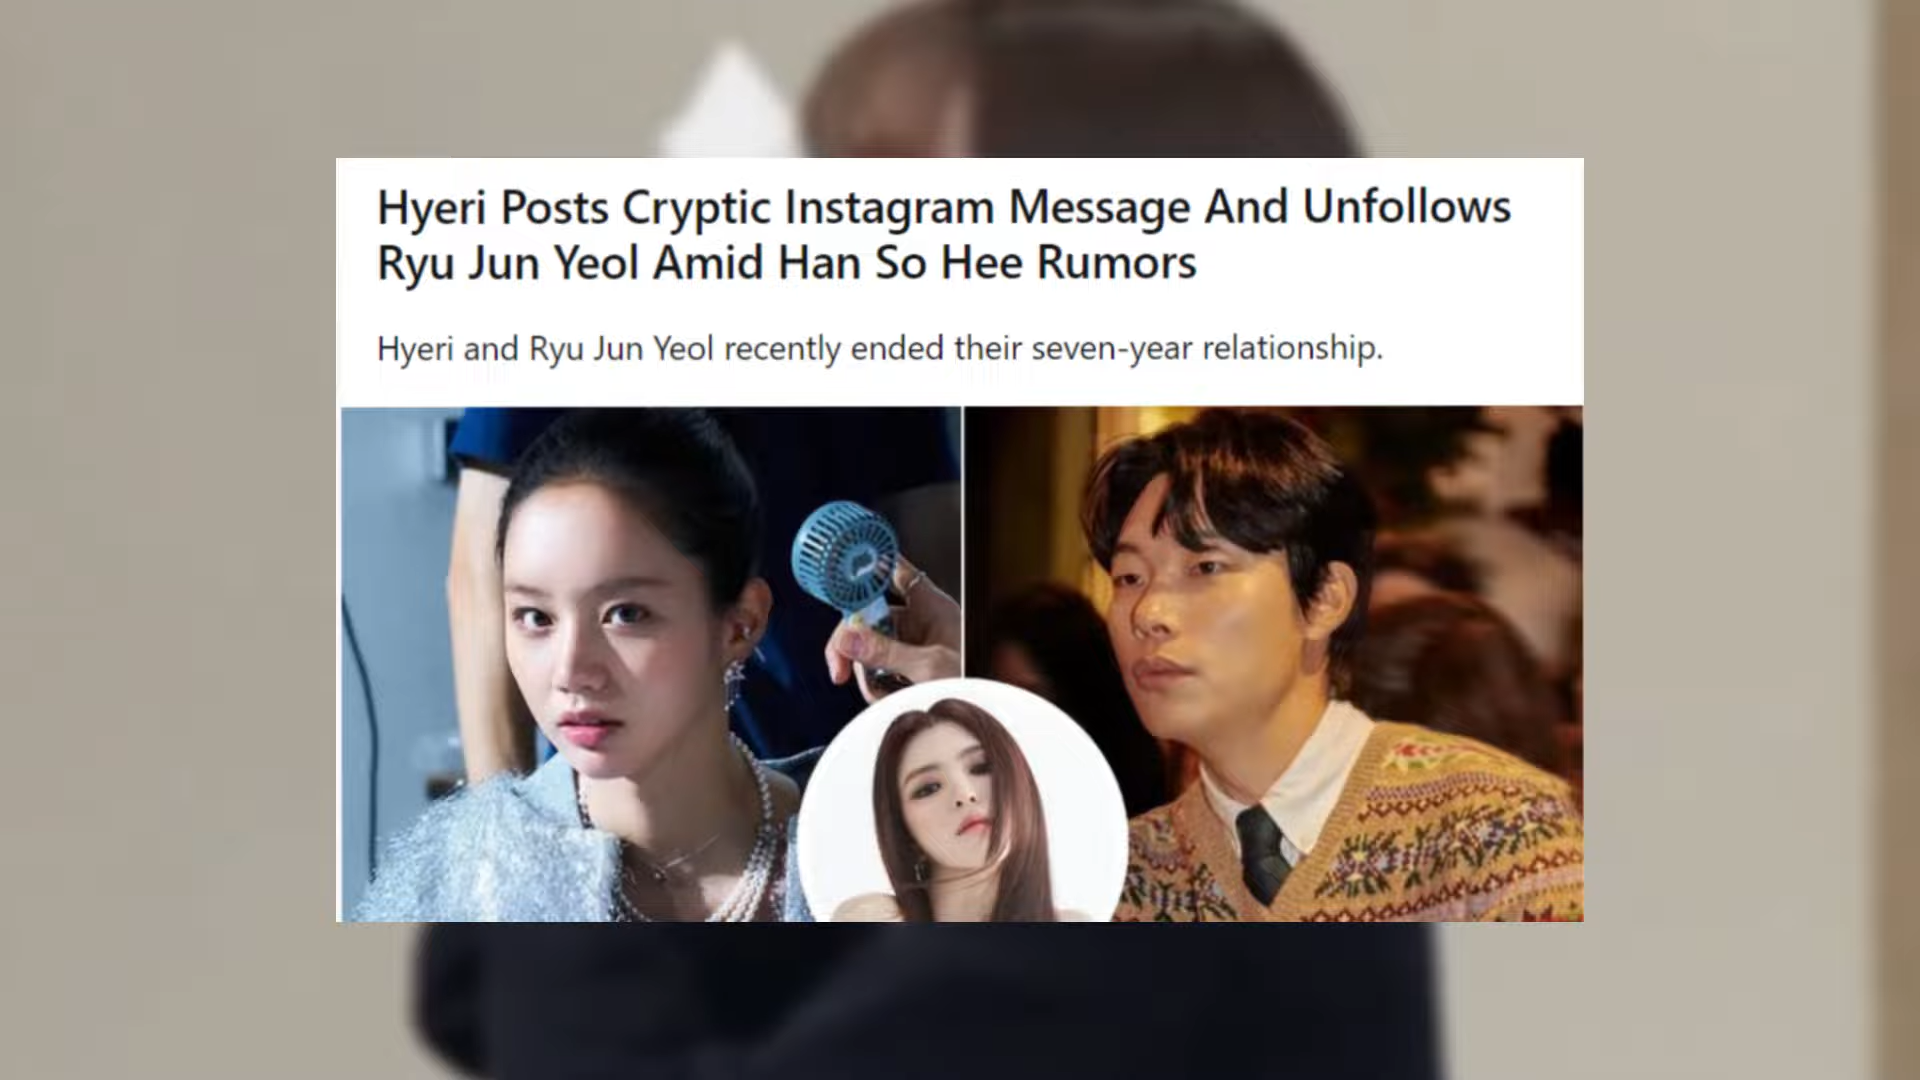 Hyeri Posts Cryptic Instagram Message And Unfollows
Ryu Jun Yeol Amid Han So Hee Rumors
Hyeri and Ryu Jun Yeol recently ended their seven-year relationship.